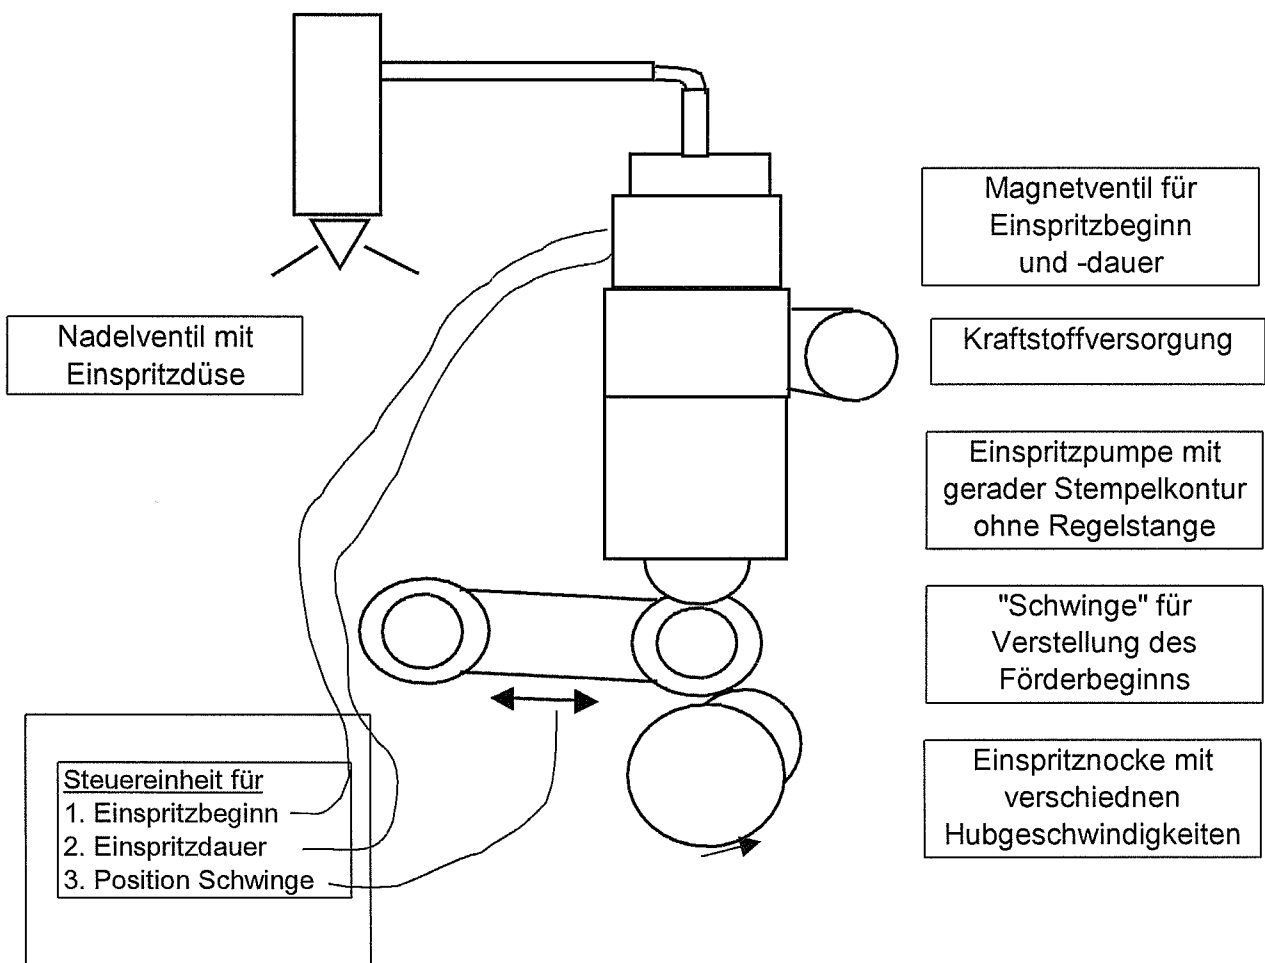 Magnetventil für
Einspritzbeginn
und -dauer
Nadelventil mit
Einspritzdüse
Kraftstoffversorgung
Einspritzpumpe mit
gerader Stempelkontur
ohne Regelstange
"Schwinge" für
Verstellung des
Förderbeginns
Einspritznocke mit
verschiednen
Hubgeschwindigkeiten
Steuereinheit für
1. Einspritzbeginn
2. Einspritzdauer
3. Position Schwinge